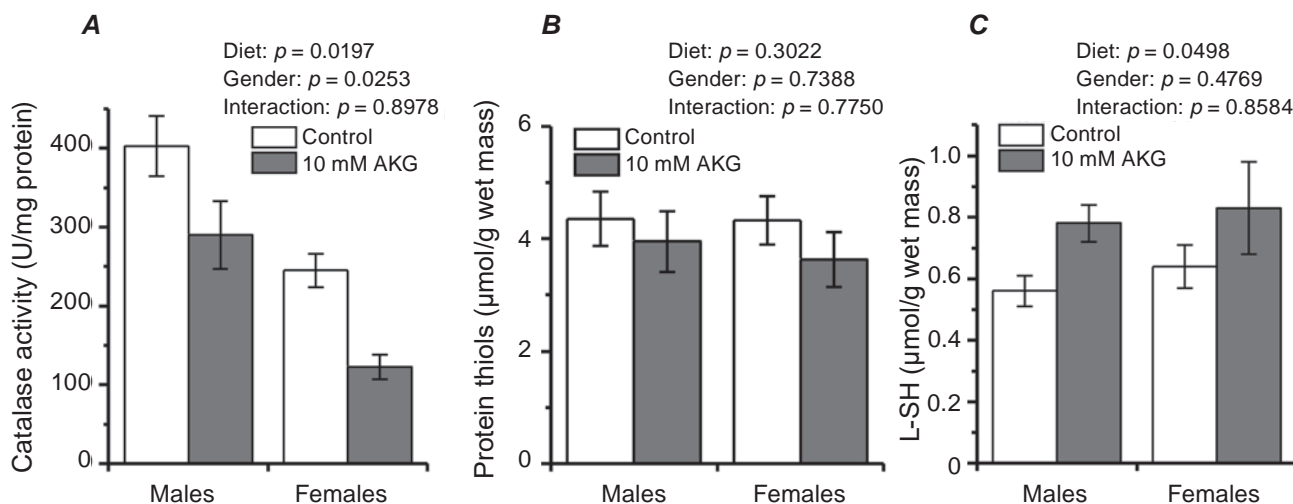 A
Diet: p = 0.0197
Gender: p = 0.0253
Interaction: p = 0.8978
Control
10 mM AKG
Catalase activity (U/mg protein)
400
300
200
100
0
Males Females
B
Diet: p = 0.3022
Gender: p = 0.7388
Interaction: p = 0.7750
Control
10 mM AKG
Protein thiols (μmol/g wet mass)
6
4
2
0
Males Females
C
Diet: p = 0.0498
Gender: p = 0.4769
Interaction: p = 0.8584
Control
10 mM AKG
L-SH (μmol/g wet mass)
1.0
0.8
0.6
0.4
0.2
0
Males Females